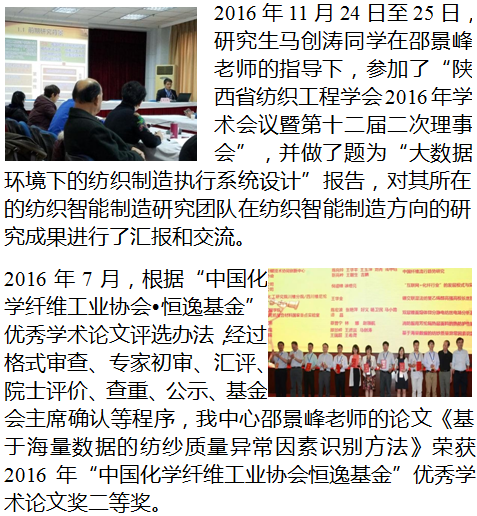 2016 年 11 月 24 日至 25 日，
研究生马创涛同学在邵景峰
老师的指导下，参加了“陕
西省纺织工程学会 2016 年学
术会议暨第十二届二次理事
会”，并做了题为“大数据
环境下的纺织制造执行系统设计”报告，对其所在
的纺织智能制造研究团队在纺织智能制造方向的研
究成果进行了汇报和交流。
2016 年 7 月，根据“中国化
学纤维工业协会•恒逸基金”
优秀学术论文评选办法，经过
格式审查、专家初审、汇评、
院士评价、查重、公示、基金
会主席确认等程序，我中心邵景峰老师的论文《基
于海量数据的纺纱质量异常因素识别方法》荣获
2016 年“中国化学纤维工业协会恒逸基金”优秀学
术论文奖二等奖。